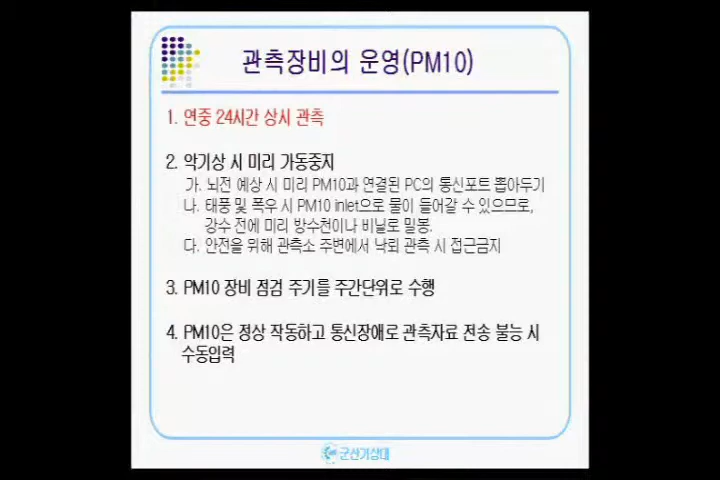 관측장비의 운영(PM10)
1. 연중 24시간 상시 관측
2. 악기상 시 미리 가동중지
가. 뇌전 예상 시 미리 PM10과 연결된 PC의 통신포트 뽑아두기
나. 태풍 및 폭우 시 PM10 inlet으로 물이 들어갈 수 있으므로,
강수 전에 미리 방수천이나 비닐로 밀봉.
다. 안전을 위해 관측소 주변에서 낙뢰 관측 시 접근금지
3. PM10 장비 점검 주기를 주간단위로 수행
4. PM10은 정상 작동하고 통신장애로 관측자료 전송 불능 시
수동입력
군산기상대